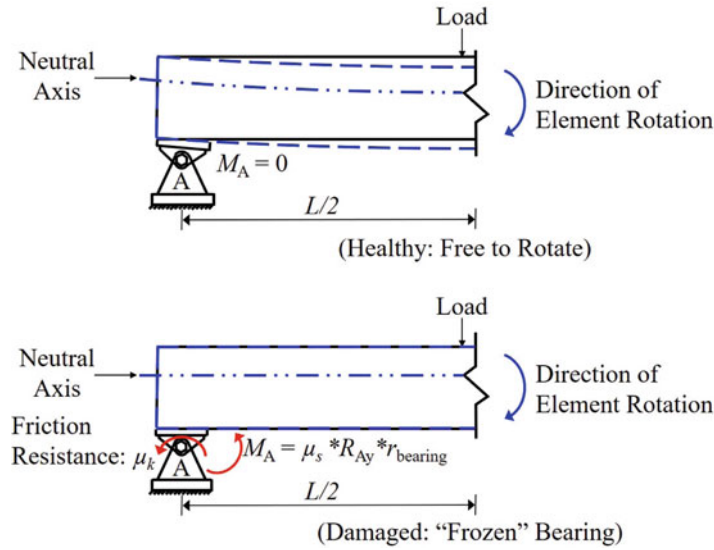 Load
Neutral
Axis
Direction of
Element Rotation
M_A = 0
A
L/2
(Healthy: Free to Rotate)
Load
Neutral
Axis
Direction of
Element Rotation
Friction
Resistance: μ_k
A
M_A = μ_s *R_Ay *r_bearing
L/2
(Damaged: “Frozen” Bearing)